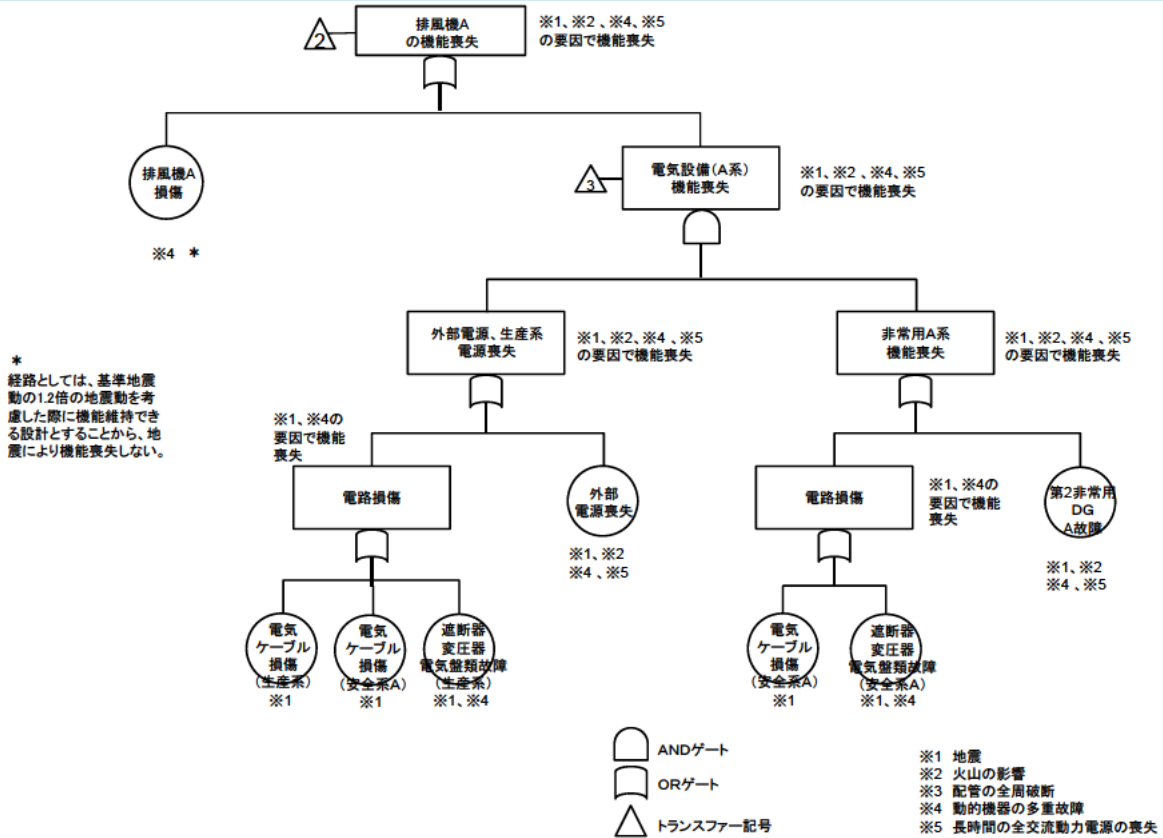 2
排風機A
の機能喪失
※1、※2 、※4、※5
の要因で機能喪失
排風機A
損傷
※4 *
3
電気設備(A系)
機能喪失
※1、※2 、※4、※5
の要因で機能喪失
*
経路としては、基準地震
動の1.2倍の地震動を考
慮した際に機能維持でき
る設計とすることから、地
震により機能喪失しない。
外部電源、生産系
電源喪失
※1、※2、※4 、※5
の要因で機能喪失
非常用A系
機能喪失
※1、※2、※4 、※5
の要因で機能喪失
※1、※4の
要因で機能
喪失
電路損傷
外部
電源喪失
※1、※2
※4 、※5
電路損傷
※1、※4の
要因で機能
喪失
第2非常用
DG
A故障
※1、※2
※4 、※5
電気
ケーブル
損傷
(生産系)
※1
電気
ケーブル
損傷
(安全系A)
※1
遮断器
変圧器
電気盤類故障
(生産系)
※1、※4
電気
ケーブル
損傷
(安全系A)
※1
遮断器
変圧器
電気盤類故障
(安全系A)
※1、※4
ANDゲート
ORゲート
トランスファー記号
※1 地震
※2 火山の影響
※3 配管の全周破断
※4 動的機器の多重故障
※5 長時間の全交流動力電源の喪失